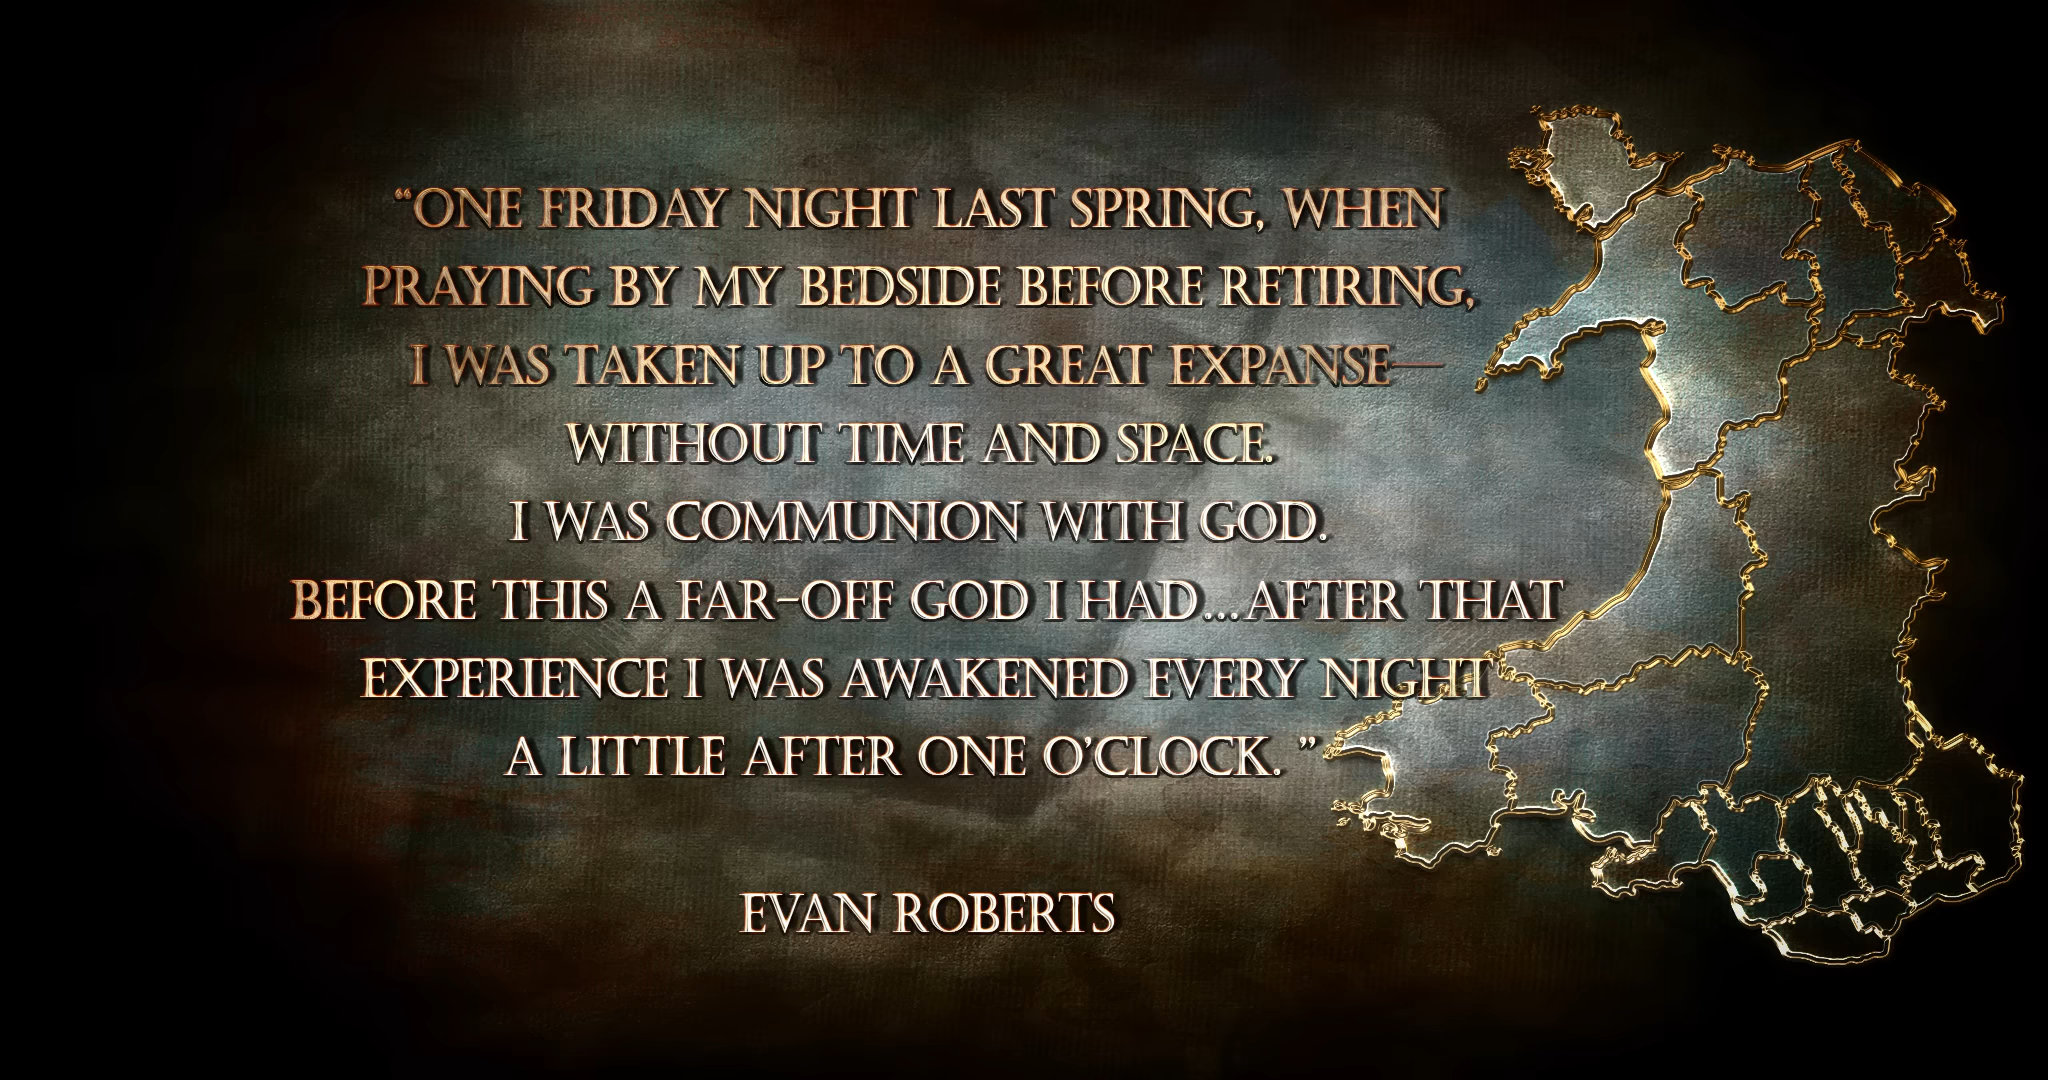 “ONE FRIDAY NIGHT LAST SPRING, WHEN
PRAYING BY MY BEDSIDE BEFORE RETIRING,
I WAS TAKEN UP TO A GREAT EXPANSE—
WITHOUT TIME AND SPACE.
I WAS COMMUNION WITH GOD.
BEFORE THIS A FAR-OFF GOD I HAD...AFTER THAT
EXPERIENCE I WAS AWAKENED EVERY NIGHT
A LITTLE AFTER ONE O’CLOCK. ”
EVAN ROBERTS